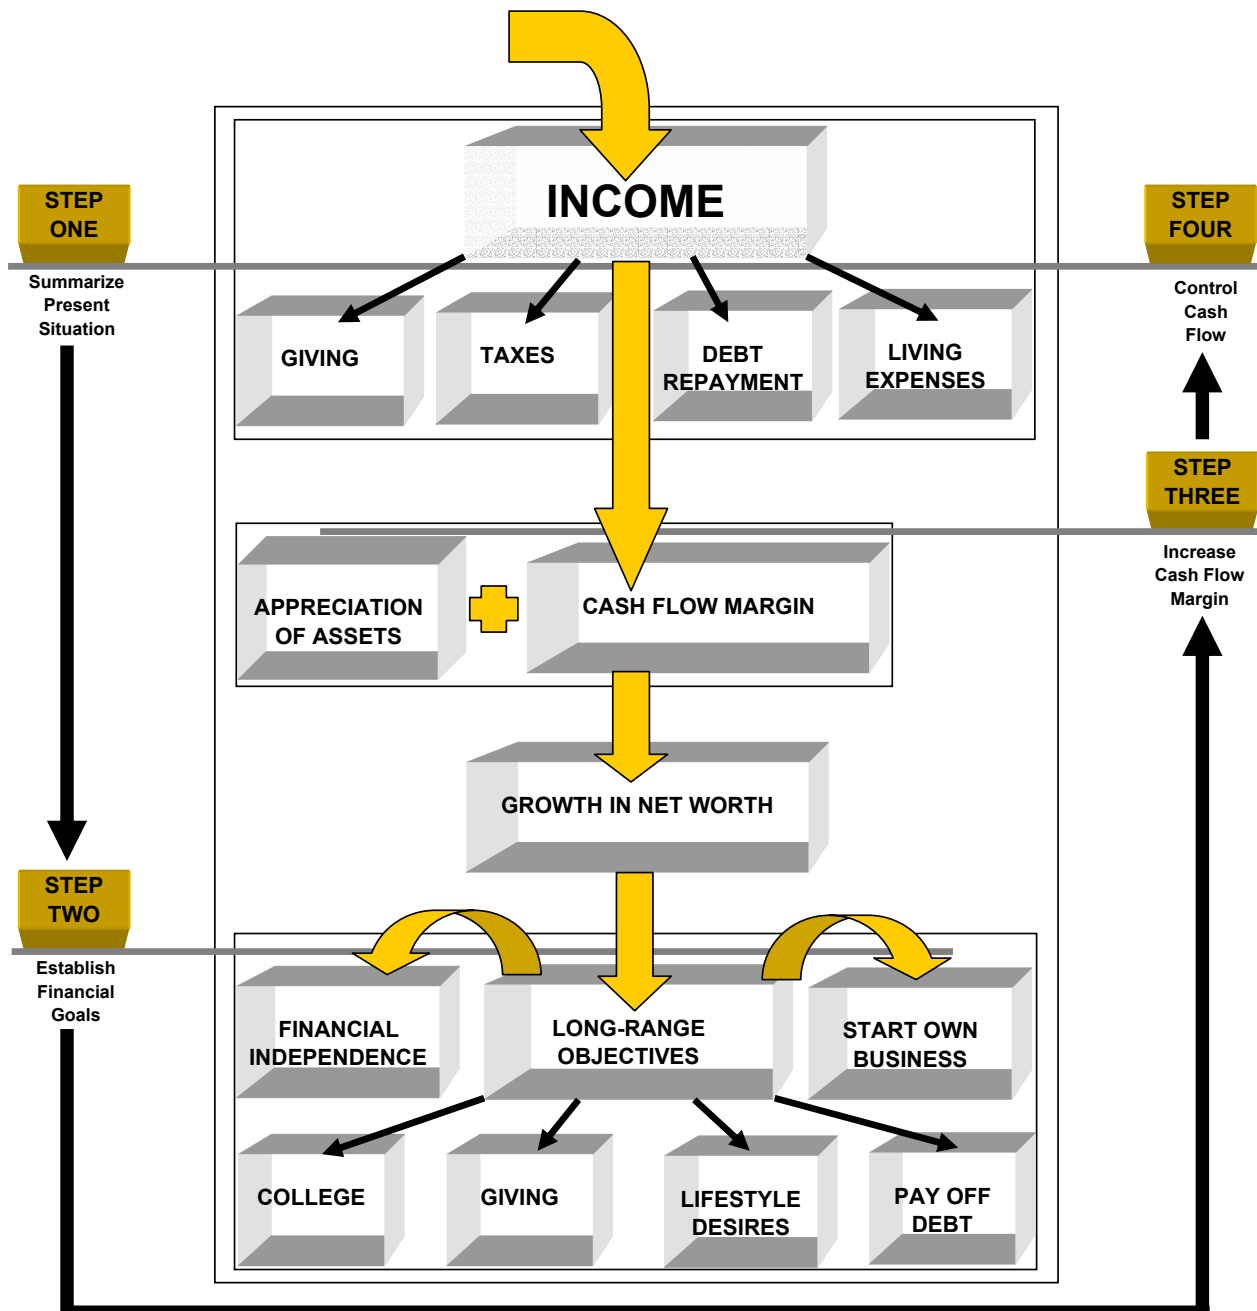 INCOME
STEP
ONE
Summarize
Present
Situation
STEP
FOUR
Control
Cash
Flow
GIVING
TAXES
DEBT
REPAYMENT
LIVING
EXPENSES
STEP
THREE
Increase
Cash Flow
Margin
APPRECIATION
OF ASSETS
CASH FLOW MARGIN
GROWTH IN NET WORTH
STEP
TWO
Establish
Financial
Goals
FINANCIAL
INDEPENDENCE
LONG-RANGE
OBJECTIVES
START OWN
BUSINESS
COLLEGE
GIVING
LIFESTYLE
DESIRES
PAY OFF
DEBT